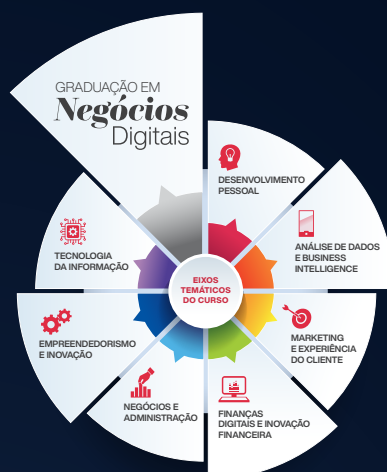 GRADUAÇÃO EM
Negócios
Digitais
DESENVOLVIMENTO
PESSOAL
ANÁLISE DE DADOS
E BUSINESS
INTELLIGENCE
MARKETING
E EXPERIÊNCIA
DO CLIENTE
FINANÇAS
DIGITAIS E INOVAÇÃO
FINANCEIRA
NEGÓCIOS E
ADMINISTRAÇÃO
EMPREENDEDORISMO
E INOVAÇÃO
TECNOLOGIA
DA INFORMAÇÃO
EIXOS
TEMÁTICOS
DO CURSO